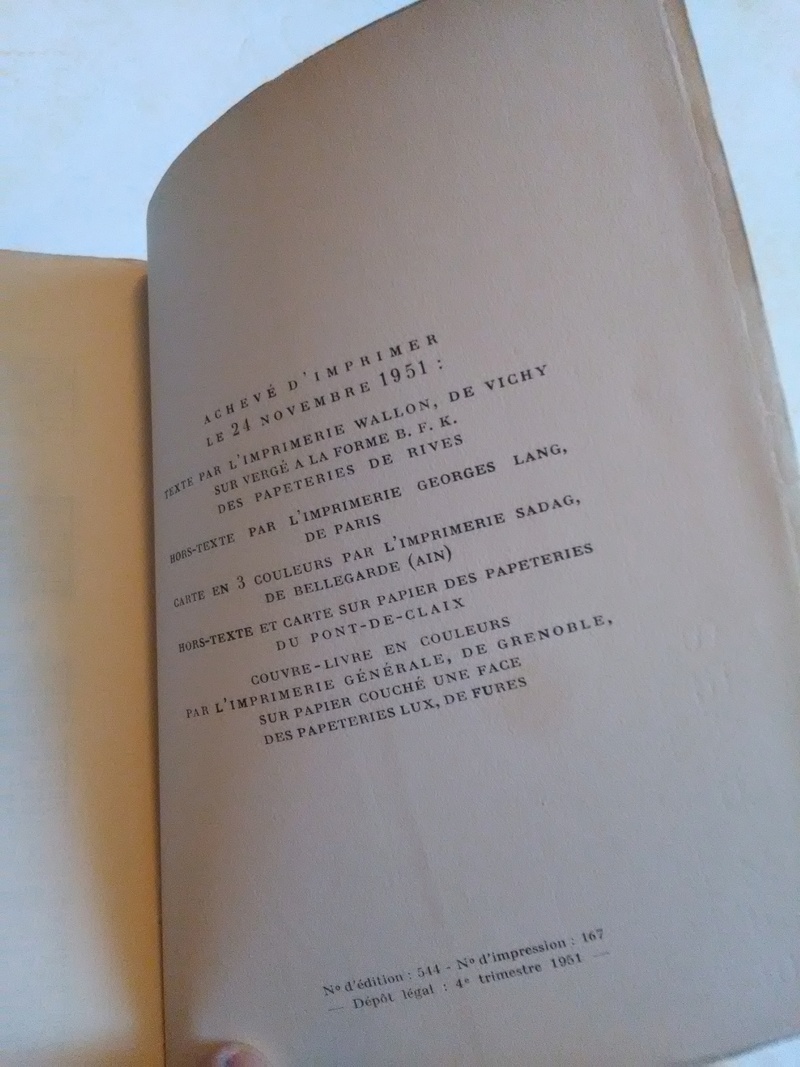 ACHEVÉ D'IMPRIMER
LE 24 NOVEMBRE 1951 :
TEXTE PAR L'IMPRIMERIE WALLON, DE VICHY
SUR VERGÉ A LA FORME B. F. K.
DES PAPETERIES DE RIVES
HORS-TEXTE PAR L'IMPRIMERIE GEORGES LANG,
DE PARIS
CARTE EN 3 COULEURS PAR L'IMPRIMERIE SADAG,
DE BELLEGARDE (AIN)
HORS-TEXTE ET CARTE SUR PAPIER DES PAPETERIES
DU PONT-DE-CLAIX
COUVRE-LIVRE EN COULEURS
PAR L'IMPRIMERIE GÉNÉRALE, DE GRENOBLE,
SUR PAPIER COUCHÉ UNE FACE
DES PAPETERIES LUX, DE FURES
Nº d'édition : 544 - Nº d'impression : 167
— Dépôt légal : 4e trimestre 1951 —